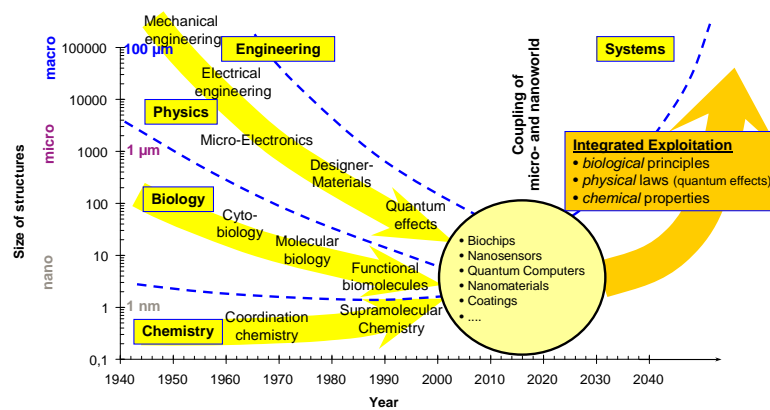 Mechanical
engineering
100000
100 µm
Engineering
Systems
macro
Electrical
engineering
10000
Physics
Coupling of
micro- and nanoworld
Micro-Electronics
1000
1 µm
micro
Integrated Exploitation
• biological principles
• physical laws (quantum effects)
• chemical properties
Designer-
Materials
Size of structures
100
Biology
Cyto-
biology
Quantum
effects
Molecular
biology
10
nano
Functional
biomolecules
• Biochips
• Nanosensors
• Quantum Computers
• Nanomaterials
• Coatings
• ....
1
1 nm
Supramolecular
Chemistry
Chemistry
Coordination
chemistry
0,1
1940 1950 1960 1970 1980 1990 2000 2010 2020 2030 2040
Year